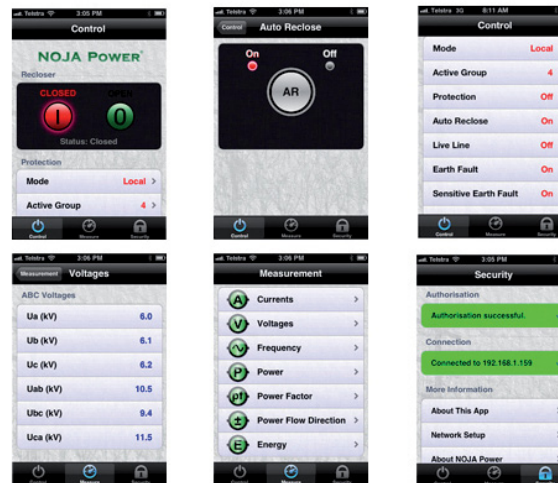 Telstra 3:05 PM
Control
NOJA POWER
Recloser
CLOSED OPEN
I 0
Status: Closed
Protection
Mode Local
Active Group 4
Control Measure Security
Telstra 3:06 PM
Control Auto Reclose
On Off
AR
Control Measure Security
Telstra 3G 8:11 AM
Control
Mode Local
Active Group 4
Protection Off
Auto Reclose On
Live Line Off
Earth Fault On
Sensitive Earth Fault On
Control Measure Security
Telstra 3:06 PM
Measurement Voltages
ABC Voltages
Ua (kV) 6.0
Ub (kV) 6.1
Uc (kV) 6.2
Uab (kV) 10.5
Ubc (kV) 9.4
Uca (kV) 11.5
Control Measure Security
Telstra 3:06 PM
Measurement
A Currents
V Voltages
Frequency
P Power
pf Power Factor
± Power Flow Direction
E Energy
Control Measure Security
Telstra 3:05 PM
Security
Authorisation
Authorisation successful.
Connection
Connected to 192.168.1.159
More Information
About This App
Network Setup
About NOJA Power
Control Measure Security